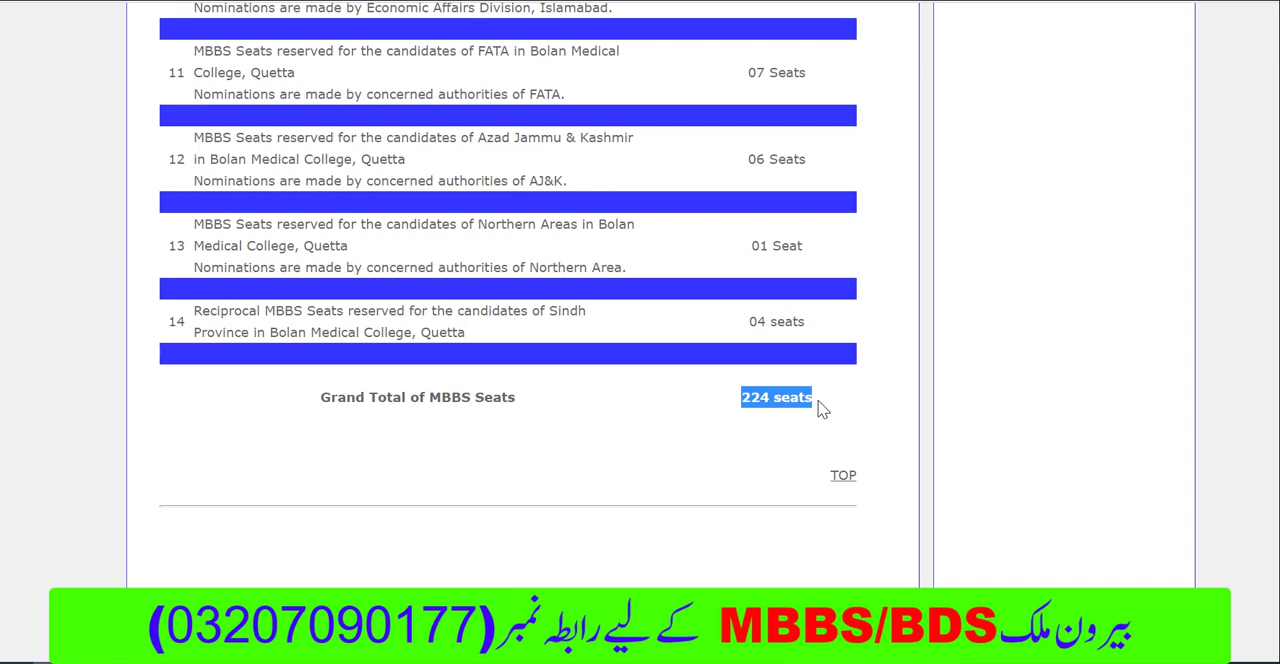 Nominations are made by Economic Affairs Division, Islamabad.
MBBS Seats reserved for the candidates of FATA in Bolan Medical
11 College, Quetta 07 Seats
Nominations are made by concerned authorities of FATA.
MBBS Seats reserved for the candidates of Azad Jammu & Kashmir
12 in Bolan Medical College, Quetta 06 Seats
Nominations are made by concerned authorities of AJ&K.
MBBS Seats reserved for the candidates of Northern Areas in Bolan
13 Medical College, Quetta 01 Seat
Nominations are made by concerned authorities of Northern Area.
Reciprocal MBBS Seats reserved for the candidates of Sindh
14 Province in Bolan Medical College, Quetta 04 seats
Grand Total of MBBS Seats 224 seats
TOP
بیرون ملک MBBS/BDS کے لیے رابطہ نمبر (03207090177)